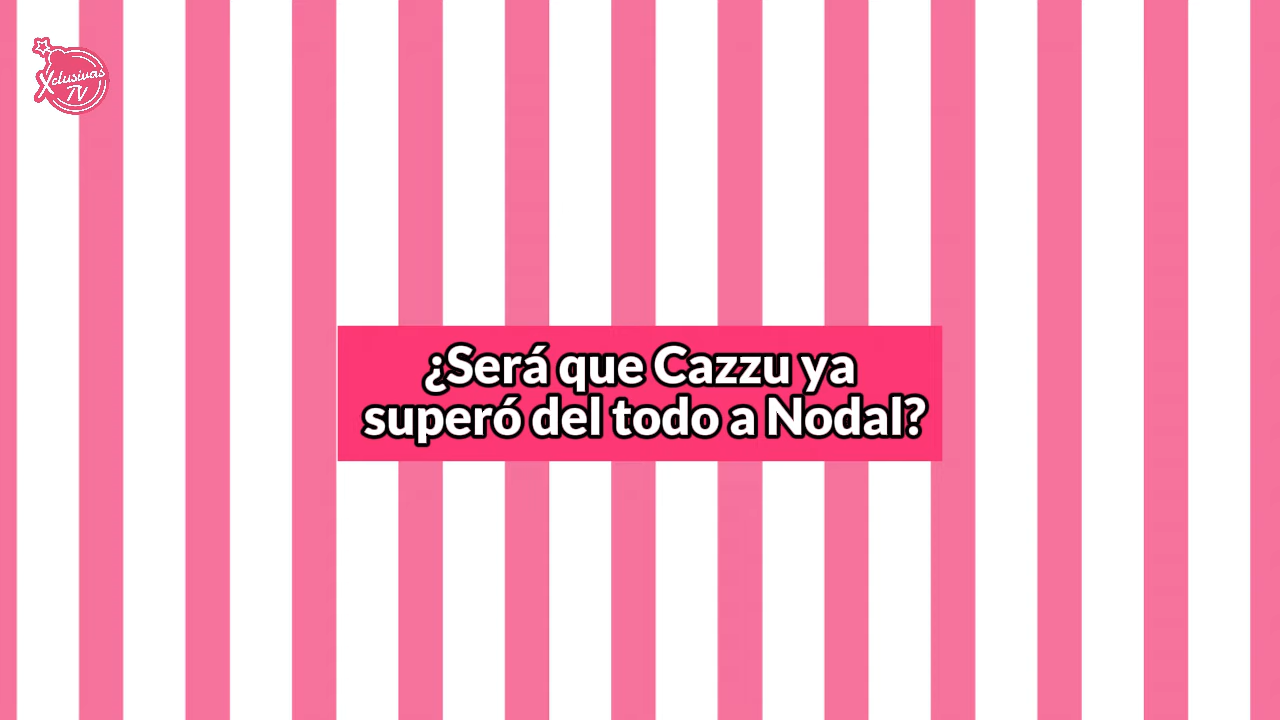 Xclusivas
TV
¿Será que Cazzu ya
superó del todo a Nodal?